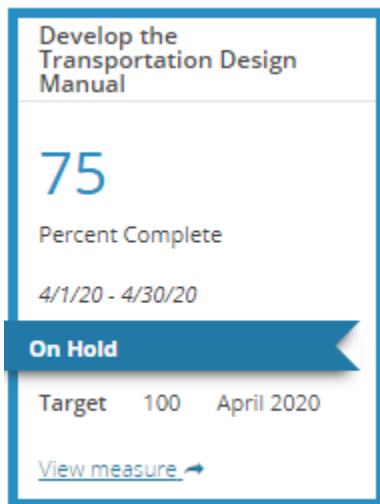 Develop the
Transportation Design
Manual
75
Percent Complete
4/1/20 - 4/30/20
On Hold
Target 100 April 2020
View measure